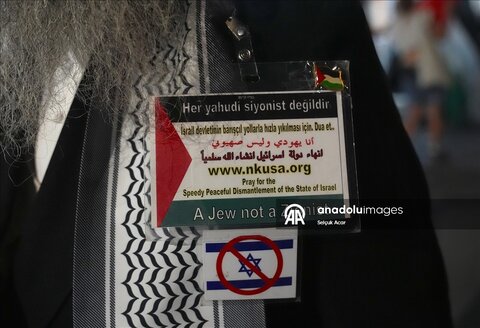 Her yahudi siyonist değildir
İsrail devletinin barışçıl yollarla hızla yıkılması için. Dua et..
أنا يهودي وليس صهيوني
انهاء دولة اسرائيل انشاء الله سلمياً
www.nkusa.org
Pray for the
Speedy Peaceful Dismantlement of the State of Israel
A Jew not a
anadoluimages
Selçuk Acar